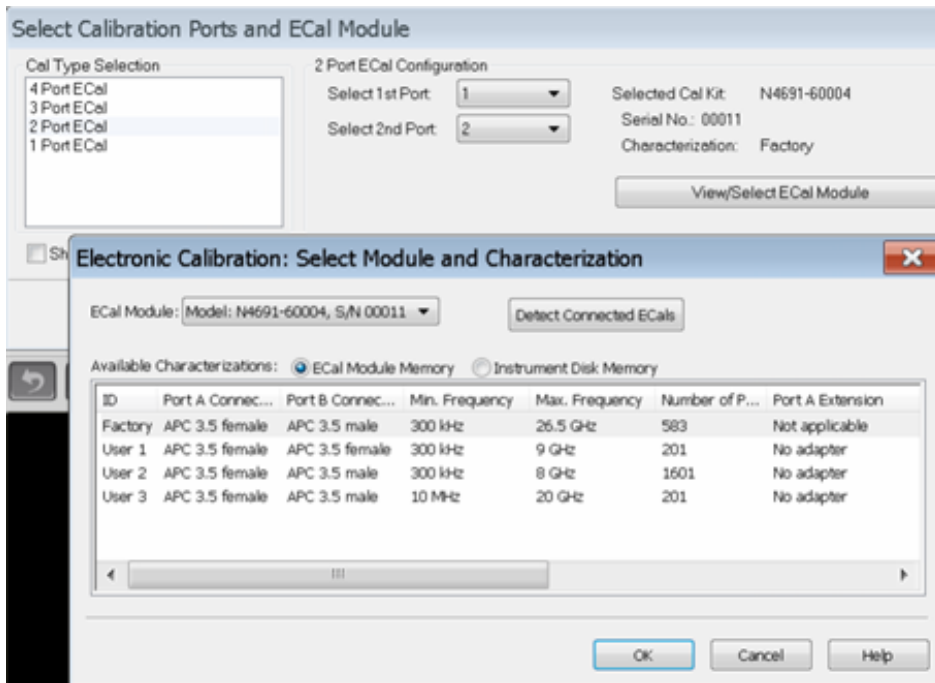 Select Calibration Ports and ECal Module
Cal Type Selection
4 Port ECal
3 Port ECal
2 Port ECal
1 Port ECal
2 Port ECal Configuration
Select 1st Port: 1
Select 2nd Port: 2
Selected Cal Kit: N4691-60004
Serial No.: 00011
Characterization: Factory
View/Select ECal Module
Sh
Electronic Calibration: Select Module and Characterization
ECal Module: Model: N4691-60004, S/N 00011
Detect Connected ECals
Available Characterizations: ECal Module Memory Instrument Disk Memory
ID Port A Connec... Port B Connec... Min. Frequency Max. Frequency Number of P... Port A Extension
Factory APC 3.5 female APC 3.5 male 300 kHz 26.5 GHz 583 Not applicable
User 1 APC 3.5 female APC 3.5 female 300 kHz 9 GHz 201 No adapter
User 2 APC 3.5 female APC 3.5 male 300 kHz 8 GHz 1601 No adapter
User 3 APC 3.5 female APC 3.5 male 10 MHz 20 GHz 201 No adapter
OK Cancel Help